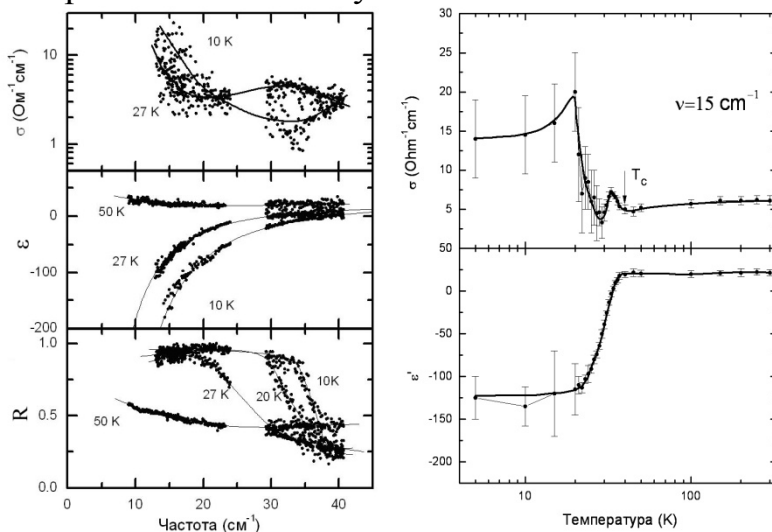 10 K
27 K
σ (Ом⁻¹см⁻¹)
10
1
50 K
27 K
10 K
ε
100
0
-100
-200
27 K
20 K
10K
50 K
R
1.0
0.5
0.0
0 10 20 30 40
Частота (см⁻¹)
ν=15 cm⁻¹
T_c
σ (Ohm⁻¹cm⁻¹)
30
25
20
15
10
5
50
0
-50
-100
-150
-200
ε'
10 100
Температура (K)